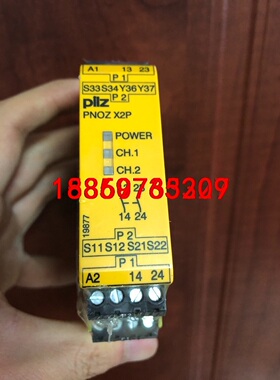 A1 13 23
P 1
S33 S34 Y36 Y37
P 2
pilz
PNOZ X2P
POWER
CH.1
CH.2
14 24
19877
P 2
S11 S12 S21 S22
P 1
A2 14 24